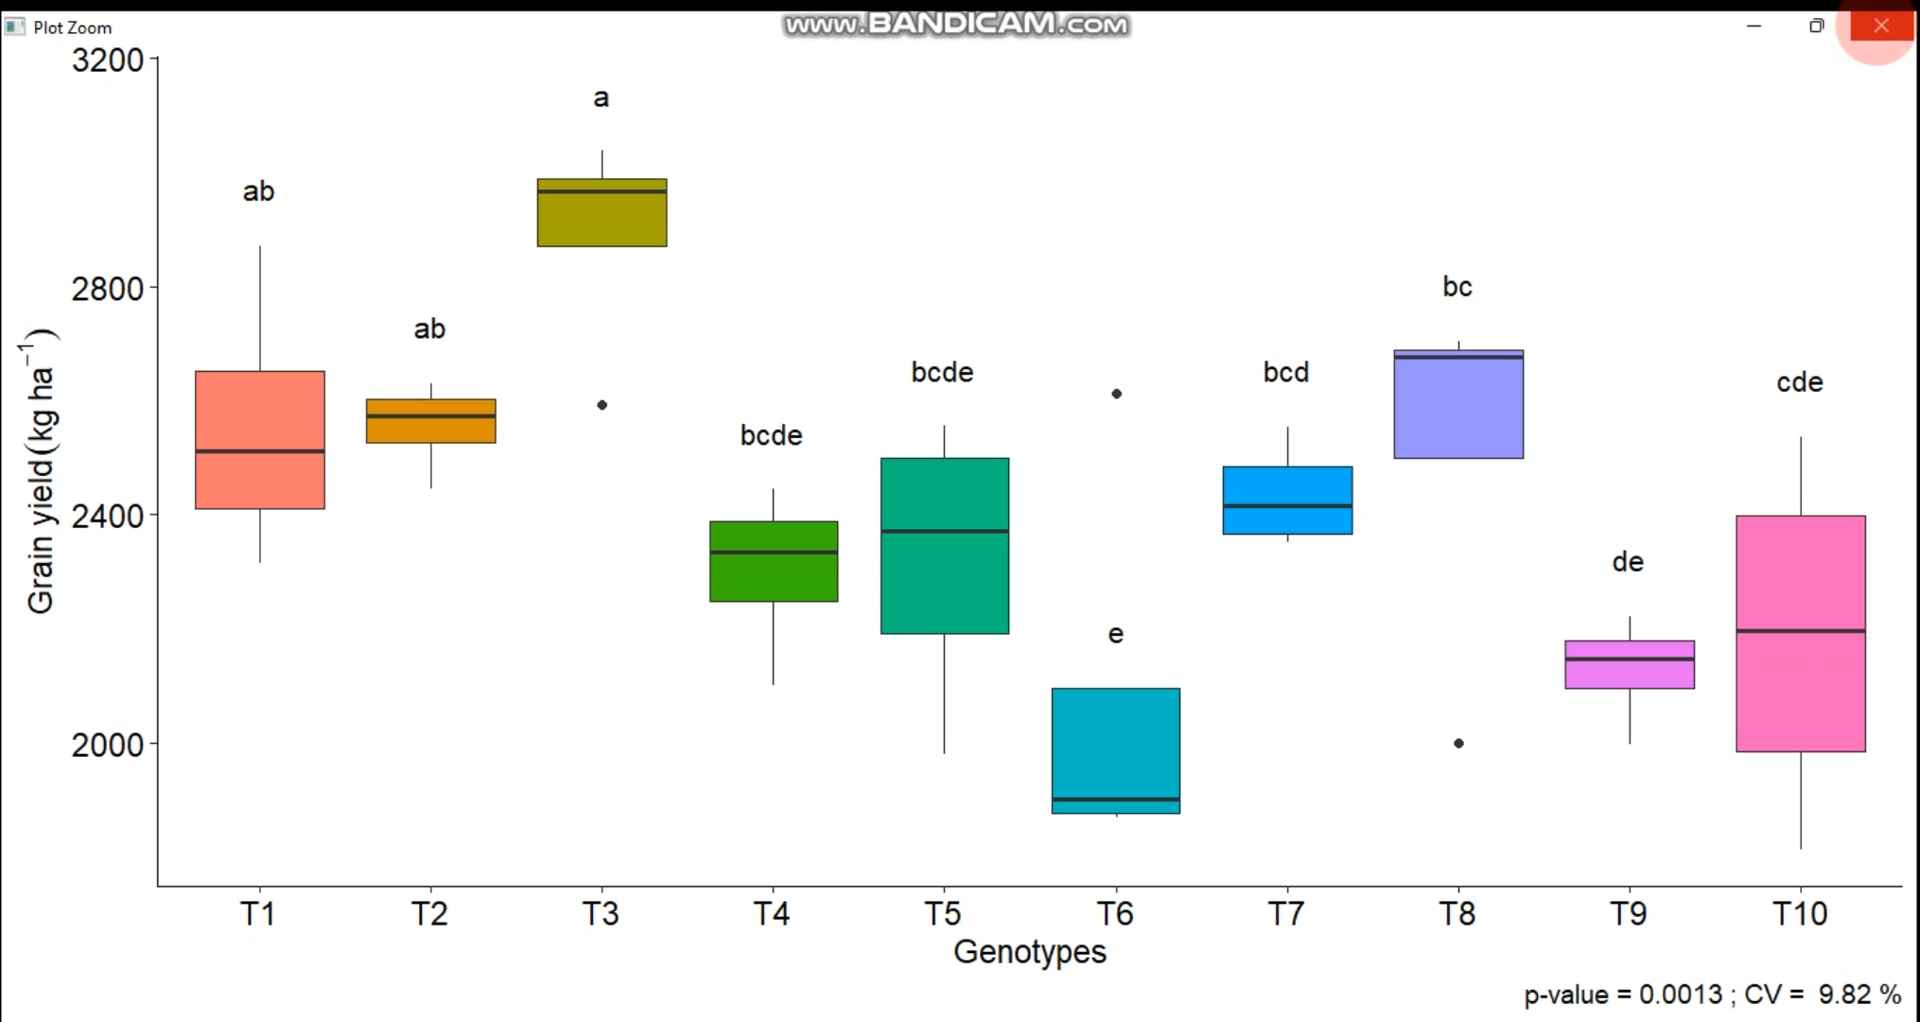 Plot Zoom
www.BANDICAM.com
3200
2800
2400
2000
Grain yield(kg ha⁻¹)
ab
ab
a
bcde
bcde
e
bcd
bc
de
cde
T1 T2 T3 T4 T5 T6 T7 T8 T9 T10
Genotypes
p-value = 0.0013 ; CV = 9.82 %